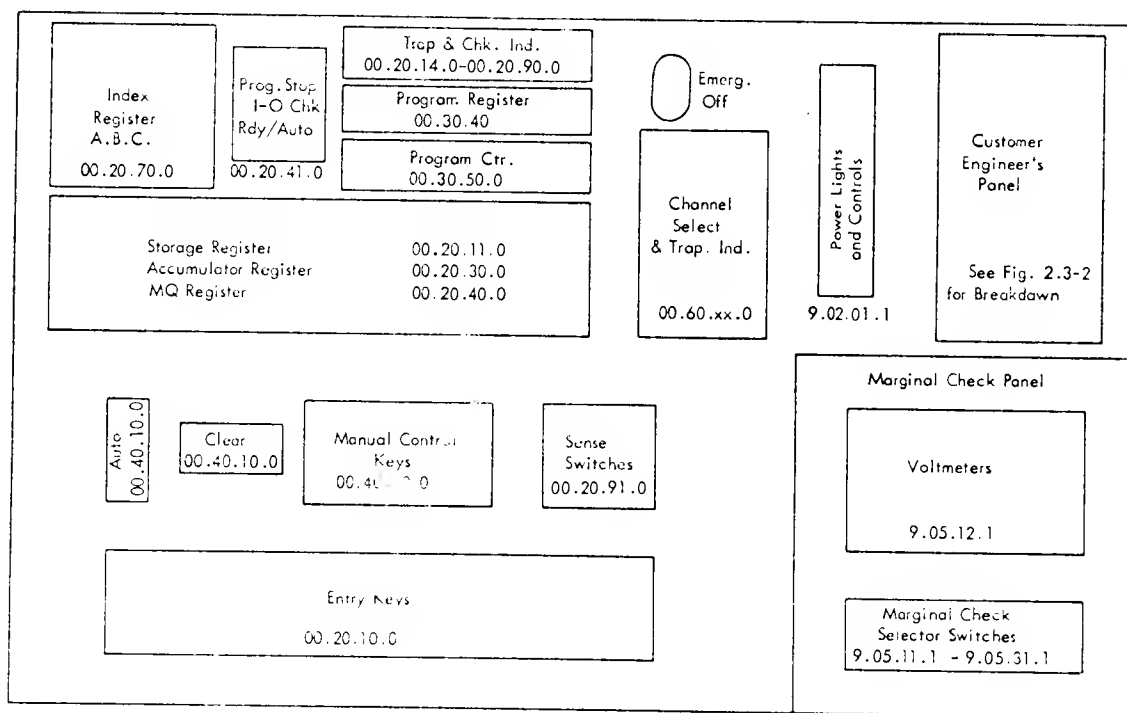 Index
Register
A.B.C.
00.20.70.0
Prog. Stop
I-O Chk
Rdy/Auto
00.20.41.0
Trap & Chk. Ind.
00.20.14.0-00.20.90.0
Program Register
00.30.40
Program Ctr.
00.30.50.0
Storage Register 00.20.11.0
Accumulator Register 00.20.30.0
MQ Register 00.20.40.0
Emerg.
Off
Channel
Select
& Trap. Ind.
00.60.xx.0
Power Lights
and Controls
9.02.01.1
Customer
Engineer's
Panel
See Fig. 2.3-2
for Breakdawn
Auto
00.40.10.0
Clear
00.40.10.0
Manual Control
Keys
Sense
Switches
00.20.91.0
Entry Keys
00.20.10.0
Marginal Check Panel
Voltmeters
9.05.12.1
Marginal Check
Selector Switches
9.05.11.1 - 9.05.31.1